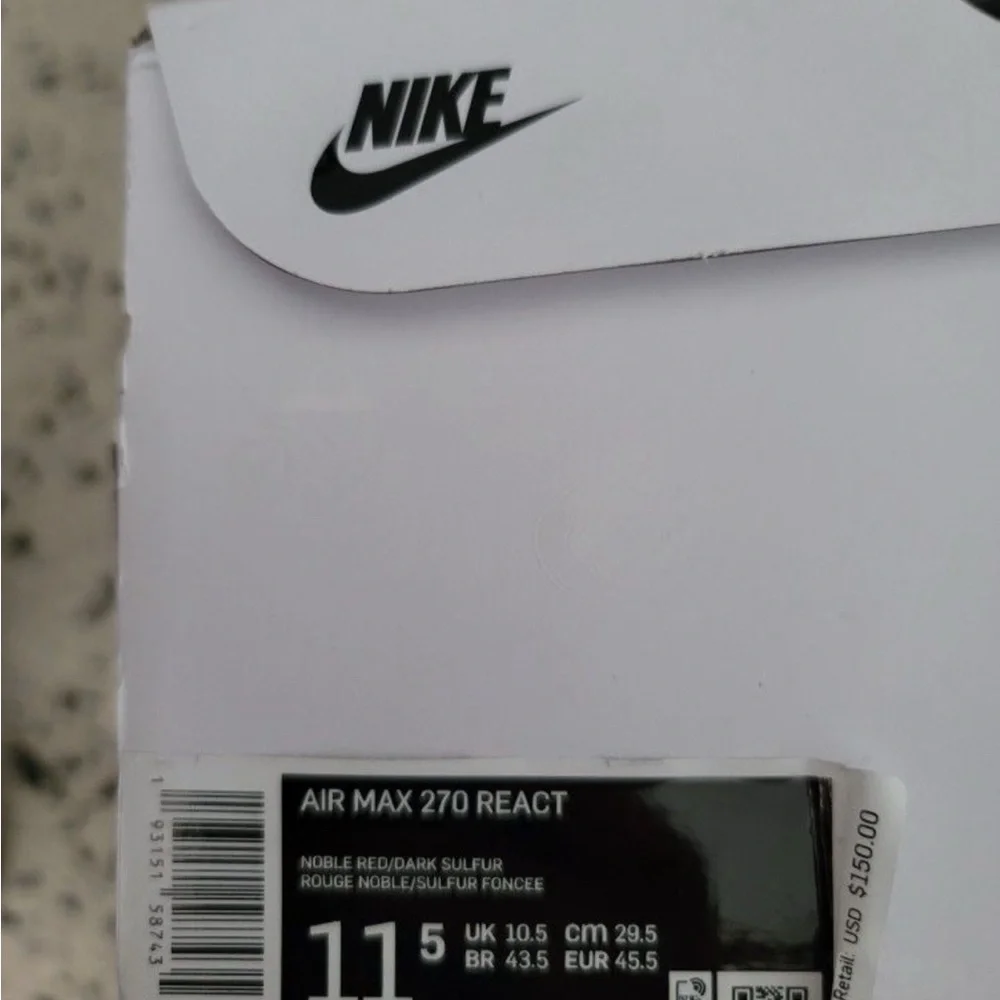 NIKE
AIR MAX 270 REACT
NOBLE RED/DARK SULFUR
ROUGE NOBLE/SULFUR FONCEE
11 5
UK 10.5 cm 29.5
BR 43.5 EUR 45.5
1 93151 58743
Retail: USD $150.00